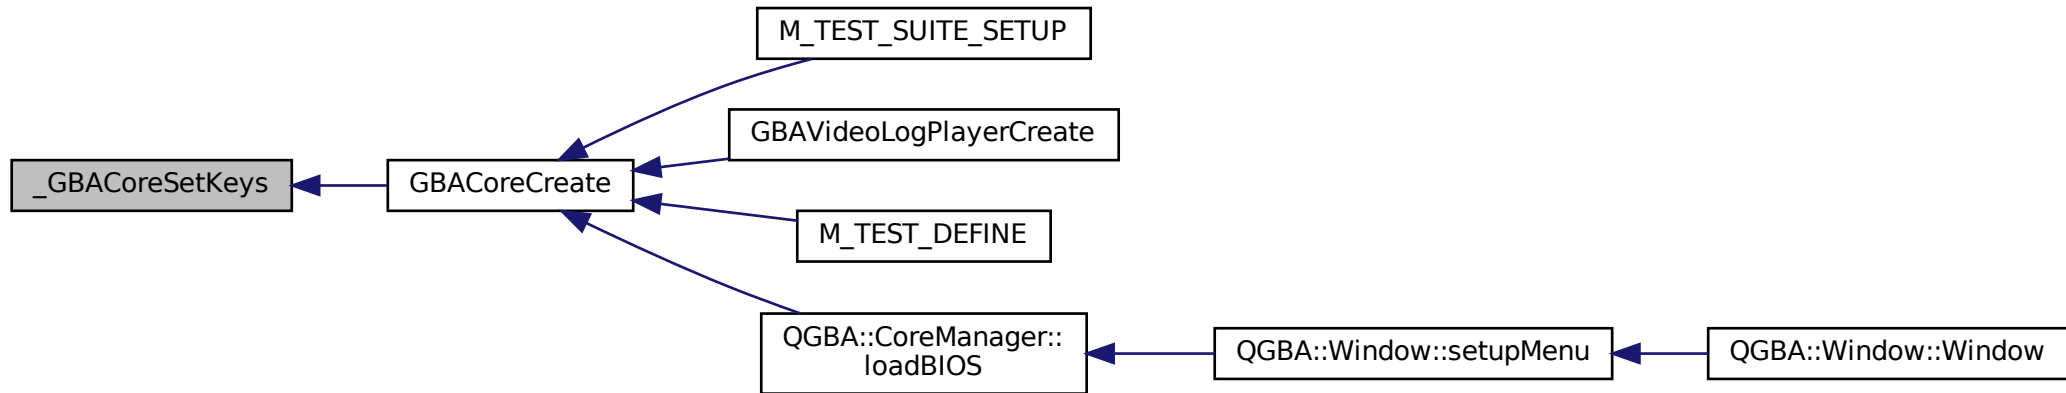 M_TEST_SUITE_SETUP
GBAVideoLogPlayerCreate
_GBACoreSetKeys
GBACoreCreate
M_TEST_DEFINE
QGBA::CoreManager::
loadBIOS
QGBA::Window::setupMenu
QGBA::Window::Window